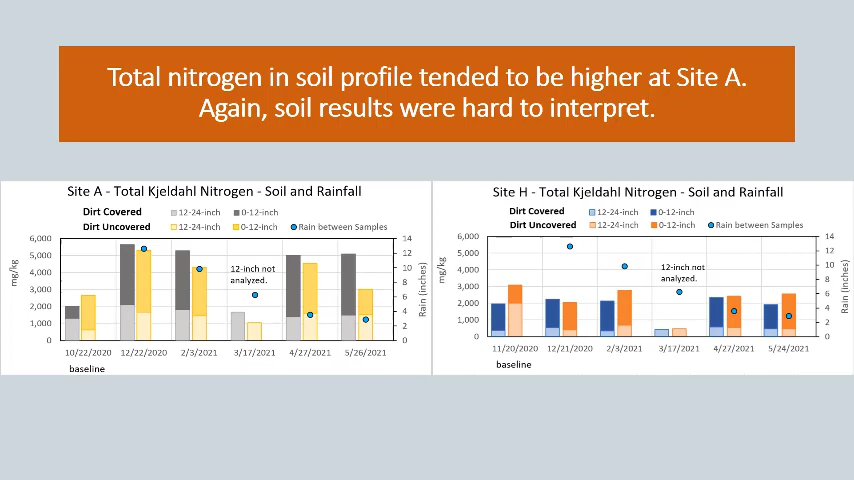 Total nitrogen in soil profile tended to be higher at Site A.
Again, soil results were hard to interpret.
Site A - Total Kjeldahl Nitrogen - Soil and Rainfall
Dirt Covered 12-24-inch 0-12-inch
Dirt Uncovered 12-24-inch 0-12-inch Rain between Samples
6,000 14
5,000 12
4,000 10
3,000 8
2,000 6
1,000 4
0 2
0
mg/kg
Rain (inches)
12-inch not
analyzed.
10/22/2020 12/22/2020 2/3/2021 3/17/2021 4/27/2021 5/26/2021
baseline
Site H - Total Kjeldahl Nitrogen - Soil and Rainfall
Dirt Covered 12-24-inch 0-12-inch
Dirt Uncovered 12-24-inch 0-12-inch Rain between Samples
6,000 14
5,000 12
4,000 10
3,000 8
2,000 6
1,000 4
0 2
0
mg/kg
Rain (inches)
12-inch not
analyzed.
11/20/2020 12/21/2020 2/3/2021 3/17/2021 4/27/2021 5/24/2021
baseline